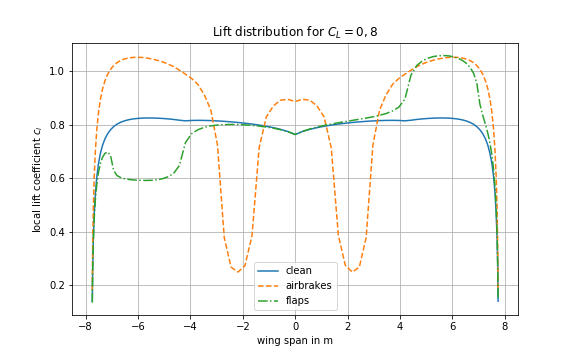 Lift distribution for C_L = 0, 8
local lift coefficient c_l
1.0
0.8
0.6
0.4
0.2
−8 −6 −4 −2 0 2 4 6 8
wing span in m
clean
airbrakes
flaps